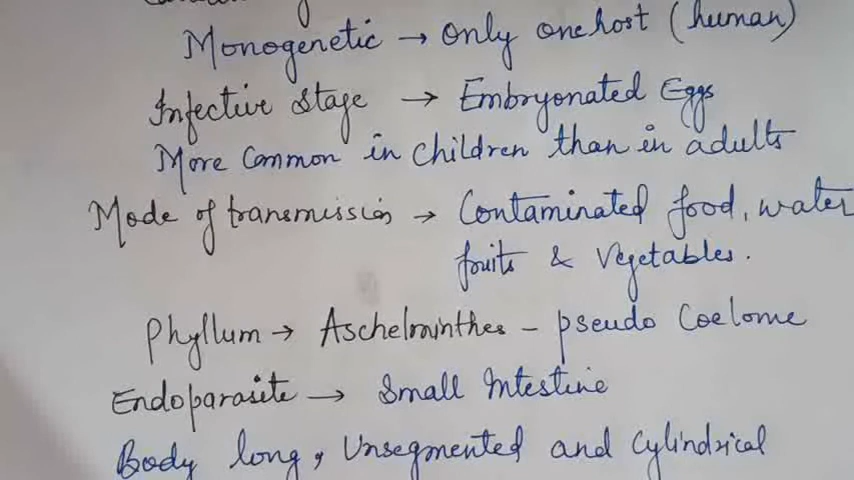 Monogenetic → Only one host (human)
Infective Stage → Embryonated Eggs
More Common in children than in adults
Mode of transmission → Contaminated food, water
fruits & Vegetables.
Phyllum → Aschelminthes - pseudo Coelome
Endoparasite → Small Intestine
Body long, Unsegmented and Cylindrical